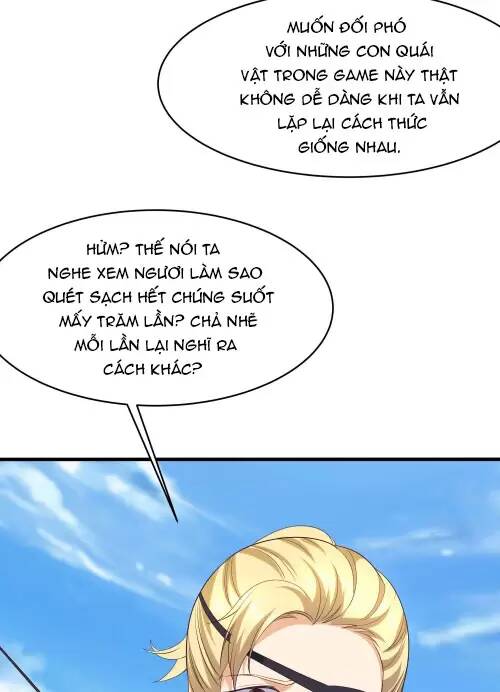 MUỐN ĐỐI PHÓ
VỚI NHỮNG CON QUÁI
VẬT TRONG GAME NÀY THẬT
KHÔNG DỄ DÀNG KHI TA VẪN
LẶP LẠI CÁCH THỨC
GIỐNG NHAU.
HỬM? THẾ NÓI TA
NGHE XEM NGƯƠI LÀM SAO
QUÉT SẠCH HẾT CHÚNG SUỐT
MẤY TRĂM LẦN? CHẢ NHẼ
MỖI LẦN LẠI NGHĨ RA
CÁCH KHÁC?